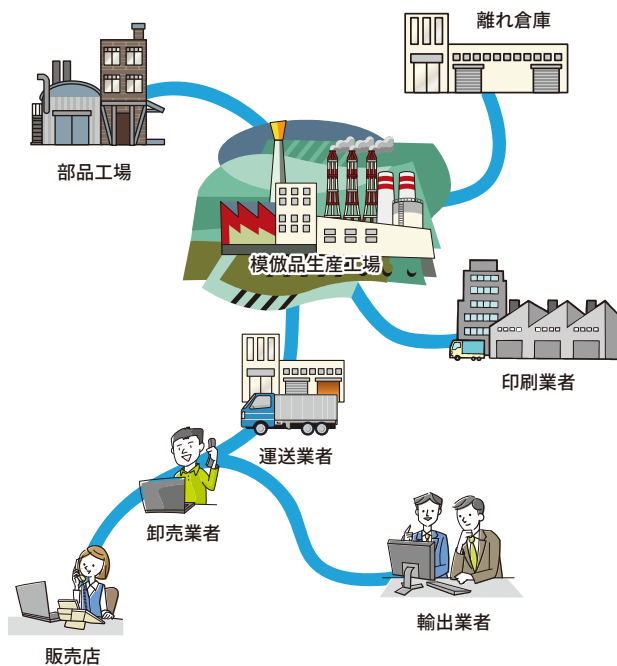 離れ倉庫
部品工場
模倣品生産工場
印刷業者
運送業者
卸売業者
輸出業者
販売店